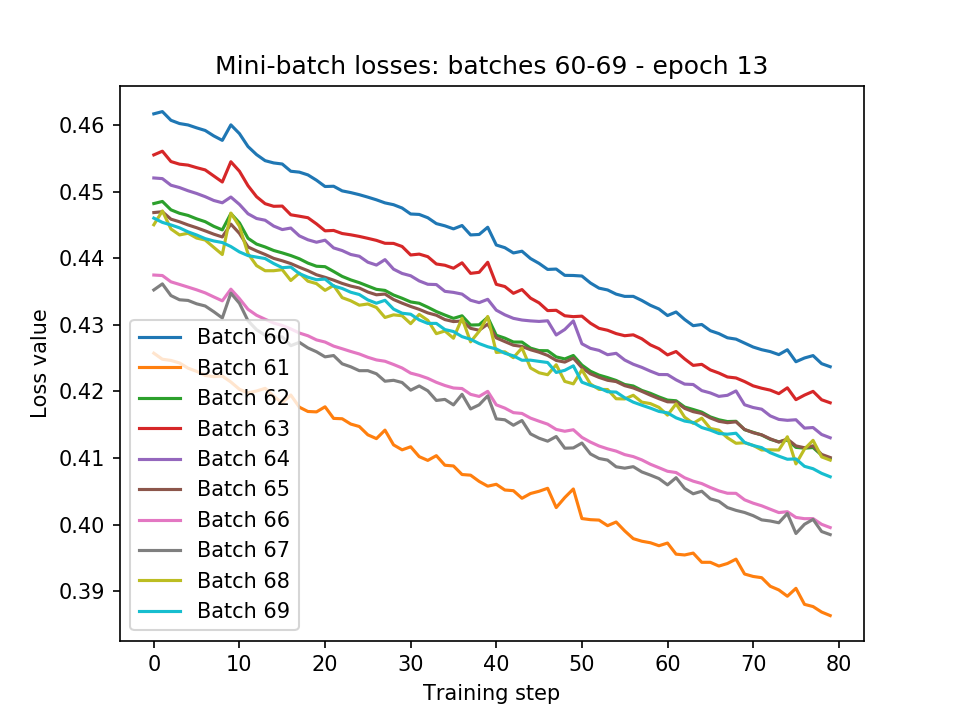 Mini-batch losses: batches 60-69 - epoch 13
Loss value
0.46
0.45
0.44
0.43
0.42
0.41
0.40
0.39
Batch 60
Batch 61
Batch 62
Batch 63
Batch 64
Batch 65
Batch 66
Batch 67
Batch 68
Batch 69
0 10 20 30 40 50 60 70 80
Training step